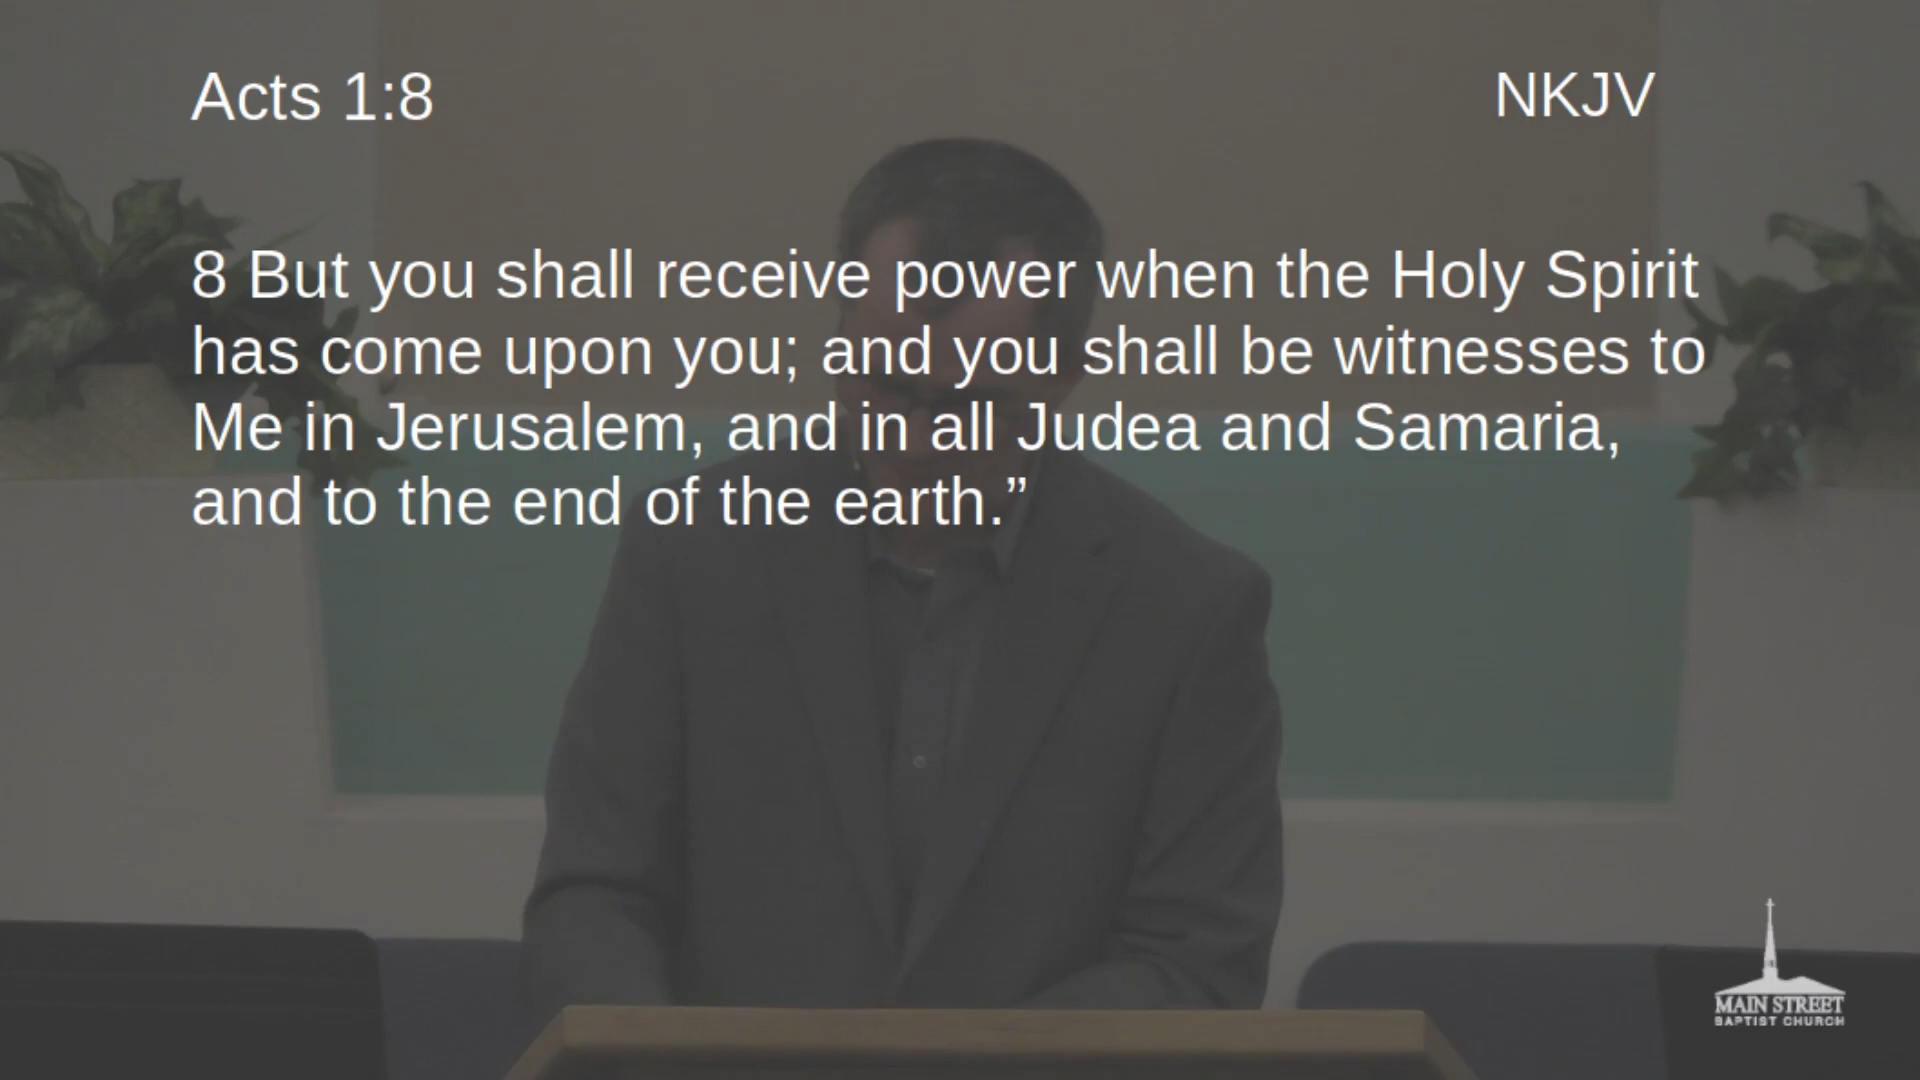 Acts 1:8 NKJV
8 But you shall receive power when the Holy Spirit
has come upon you; and you shall be witnesses to
Me in Jerusalem, and in all Judea and Samaria,
and to the end of the earth.”
MAIN STREET
BAPTIST CHURCH